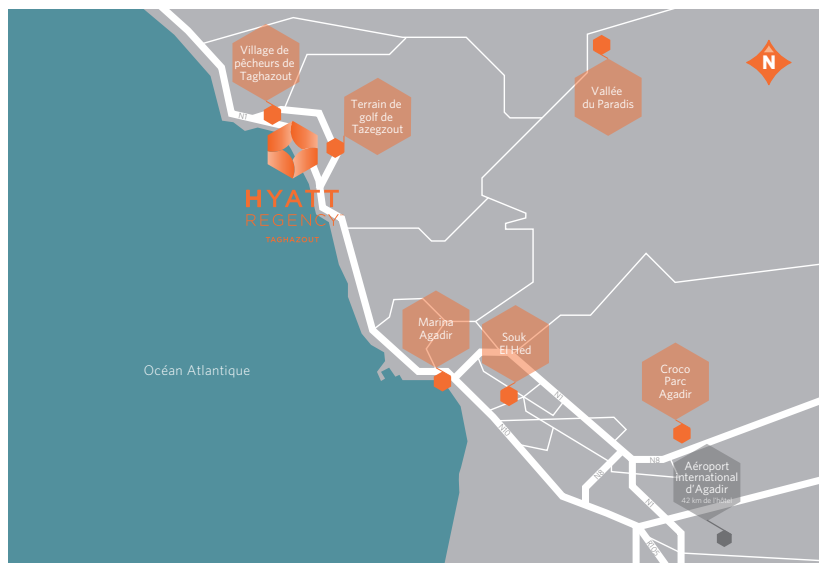 Village de
pêcheurs de
Taghazout
Terrain de
golf de
Tazegzout
Vallée
du Paradis
N
N1
HYATT
REGENCY
TAGHAZOUT
Marina
Agadir
Souk
El Hed
Océan Atlantique
Croco
Parc
Agadir
N1
N10
N8
N8
Aéroport
international
d'Agadir
42 km de l'hôtel
N1
R105